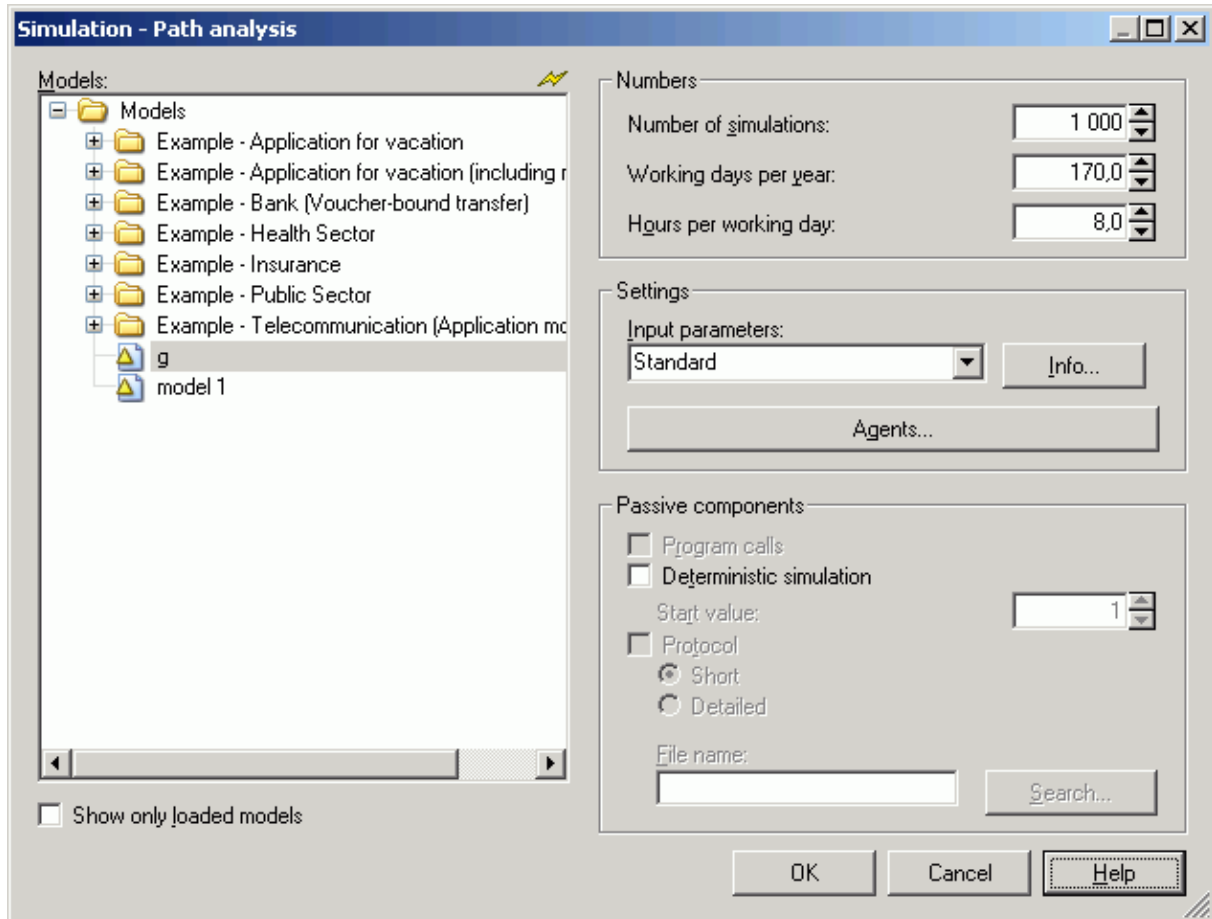 Simulation - Path analysis
Models:
Models
Example - Application for vacation
Example - Application for vacation (including r
Example - Bank (Voucher-bound transfer)
Example - Health Sector
Example - Insurance
Example - Public Sector
Example - Telecommunication (Application mo
g
model 1
Show only loaded models
Numbers
Number of simulations: 1 000
Working days per year: 170,0
Hours per working day: 8,0
Settings
Input parameters:
Standard Info...
Agents...
Passive components
Program calls
Deterministic simulation
Start value: 1
Protocol
Short
Detailed
File name:
Search...
OK Cancel Help